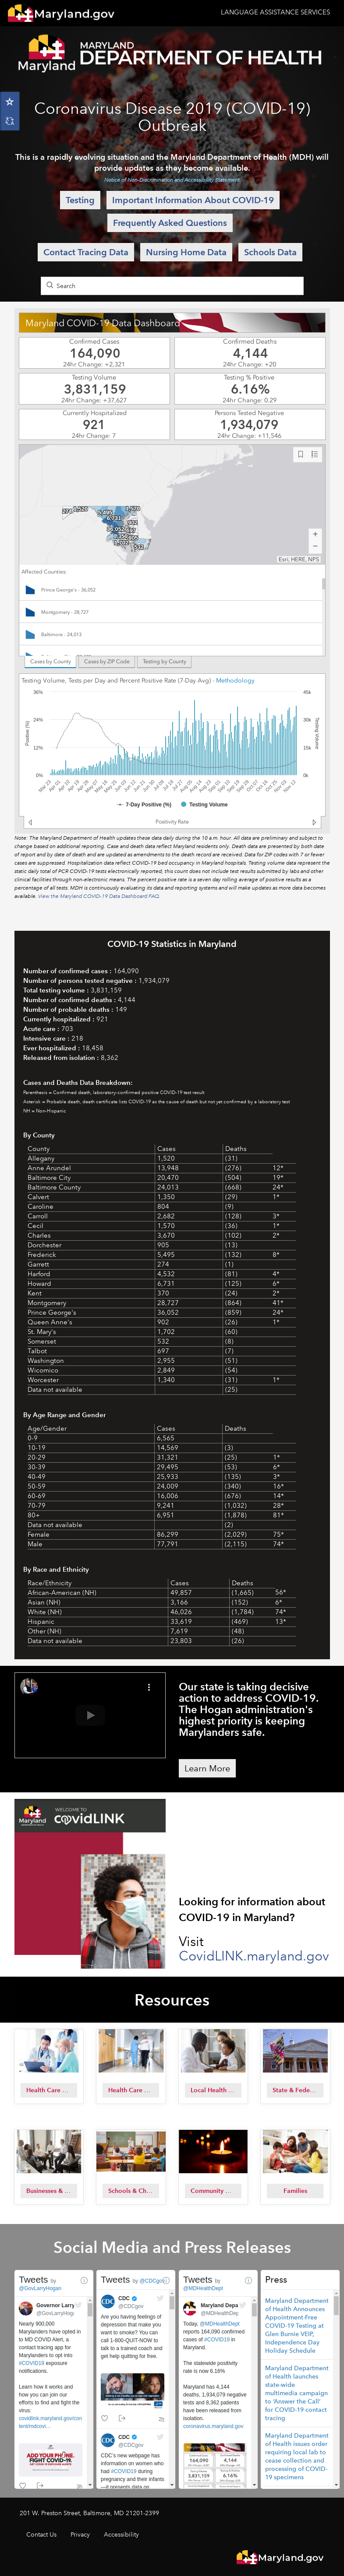 Maryland.gov
LANGUAGE ASSISTANCE SERVICES
Maryland
MARYLAND
DEPARTMENT OF HEALTH
Coronavirus Disease 2019 (COVID-19)
Outbreak
This is a rapidly evolving situation and the Maryland Department of Health (MDH) will
provide updates as they become available.
Notice of Non-Discrimination and Accessibility Statement
Testing
Important Information About COVID-19
Frequently Asked Questions
Contact Tracing Data
Nursing Home Data
Schools Data
Search
Maryland COVID-19 Data Dashboard
Confirmed Cases
164,090
24hr Change: +2,321
Confirmed Deaths
4,144
24hr Change: +20
Testing Volume
3,831,159
24hr Change: +37,627
Testing % Positive
6.16%
24hr Change: 0.29
Currently Hospitalized
921
24hr Change: 7
Persons Tested Negative
1,934,079
24hr Change: +11,546
Esri, HERE, NPS
Affected Counties:
Prince George's - 36,052
Montgomery - 28,727
Baltimore - 24,013
Cases by County
Cases by ZIP Code
Testing by County
Testing Volume, Tests per Day and Percent Positive Rate (7-Day Avg) - Methodology
36%
24%
12%
0%
Positive (%)
45k
30k
15k
0k
Testing Volume
7-Day Positive (%)
Testing Volume
Positivity Rate
Note: The Maryland Department of Health updates these data daily during the 10 a.m. hour. All data are preliminary and subject to
change based on additional reporting. Case and death data reflect Maryland residents. Death data are presented by both date
of report and by date of death and are updated as amendments to the death record are received. Data for ZIP codes with 7 or fewer
cases are suppressed. Hospitalization data reflect COVID-19 bed occupancy in Maryland hospitals. Testing volume data represent the
static daily total of PCR COVID-19 tests electronically reported; this count does not include test results submitted by labs and other
clinical facilities through non-electronic means. The percent positive rate is a seven day rolling average of positive results as a
percentage of all tests. MDH is continually evaluating its data and reporting systems and will make updates as more data becomes
available. View the Maryland COVID-19 Data Dashboard FAQ.
COVID-19 Statistics in Maryland
Number of confirmed cases : 164,090
Number of persons tested negative : 1,934,079
Total testing volume : 3,831,159
Number of confirmed deaths : 4,144
Number of probable deaths : 149
Currently hospitalized : 921
Acute care : 703
Intensive care : 218
Ever hospitalized : 18,458
Released from isolation : 8,362
Cases and Deaths Data Breakdown:
Parenthesis = Confirmed death, laboratory-confirmed positive COVID-19 test result
Asterisk = Probable death, death certificate lists COVID-19 as the cause of death but not yet confirmed by a laboratory test
NH = Non-Hispanic
By County
County Cases Deaths
Allegany 1,520 (31)
Anne Arundel 13,948 (276) 12*
Baltimore City 20,470 (504) 19*
Baltimore County 24,013 (668) 24*
Calvert 1,350 (29) 1*
Caroline 804 (9)
Carroll 2,682 (128) 3*
Cecil 1,570 (36) 1*
Charles 3,670 (102) 2*
Dorchester 905 (13)
Frederick 5,495 (132) 8*
Garrett 274 (1)
Harford 4,532 (81) 4*
Howard 6,731 (125) 6*
Kent 370 (24) 2*
Montgomery 28,727 (864) 41*
Prince George's 36,052 (859) 24*
Queen Anne's 902 (26) 1*
St. Mary's 1,702 (60)
Somerset 532 (8)
Talbot 697 (7)
Washington 2,955 (51)
Wicomico 2,849 (54)
Worcester 1,340 (31) 1*
Data not available (25)
By Age Range and Gender
Age/Gender Cases Deaths
0-9 6,565
10-19 14,569 (3)
20-29 31,321 (25) 1*
30-39 29,495 (53) 6*
40-49 25,933 (135) 3*
50-59 24,009 (340) 16*
60-69 16,006 (676) 14*
70-79 9,241 (1,032) 28*
80+ 6,951 (1,878) 81*
Data not available (2)
Female 86,299 (2,029) 75*
Male 77,791 (2,115) 74*
By Race and Ethnicity
Race/Ethnicity Cases Deaths
African-American (NH) 49,857 (1,665) 56*
Asian (NH) 3,166 (152) 6*
White (NH) 46,026 (1,784) 74*
Hispanic 33,619 (469) 13*
Other (NH) 7,619 (48)
Data not available 23,803 (26)
Our state is taking decisive
action to address COVID-19.
The Hogan administration's
highest priority is keeping
Marylanders safe.
Learn More
Maryland
WELCOME TO
covidLINK
Looking for information about
COVID-19 in Maryland?
Visit
CovidLINK.maryland.gov
Resources
Health Care ...
Health Care ...
Local Health ...
State & Fede...
Businesses & ...
Schools & Ch...
Community ...
Families
Social Media and Press Releases
Tweets by
@GovLarryHogan
Governor Larry
@GovLarryHoga
Nearly 900,000
Marylanders have opted in
to MD COVID Alert, a
contact tracing app for
Marylanders to opt into
#COVID19 exposure
notifications.
Learn how it works and
how you can join our
efforts to find and fight the
virus:
covidlink.maryland.gov/con
tent/mdcovi...
ADD YOUR PHONE.
FIGHT COVID-19.
Tweets by @CDCgov
CDC
@CDCgov
Are you having feelings of
depression that make you
want to smoke? You can
call 1-800-QUIT-NOW to
talk to a trained coach and
get help quitting for free.
CDC
@CDCgov
CDC's new webpage has
information on women who
had #COVID19 during
pregnancy and their infants
—it presents data on
Tweets by
@MDHealthDept
Maryland Depa
@MDHealthDep
Today, @MDHealthDept
reports 164,090 confirmed
cases of #COVID19 in
Maryland.
The statewide positivity
rate is now 6.16%
Maryland has 4,144
deaths, 1,934,079 negative
tests and 8,362 patients
have been released from
isolation.
coronavirus.maryland.gov
164,090
4,144
3,831,159
6.16%
Press
Maryland Department
of Health Announces
Appointment-Free
COVID-19 Testing at
Glen Burnie VEIP,
Independence Day
Holiday Schedule
Maryland Department
of Health launches
state-wide
multimedia campaign
to 'Answer the Call'
for COVID-19 contact
tracing
Maryland Department
of Health issues order
requiring local lab to
cease collection and
processing of COVID-
19 specimens
201 W. Preston Street, Baltimore, MD 21201-2399
Contact Us
Privacy
Accessibility
Maryland.gov